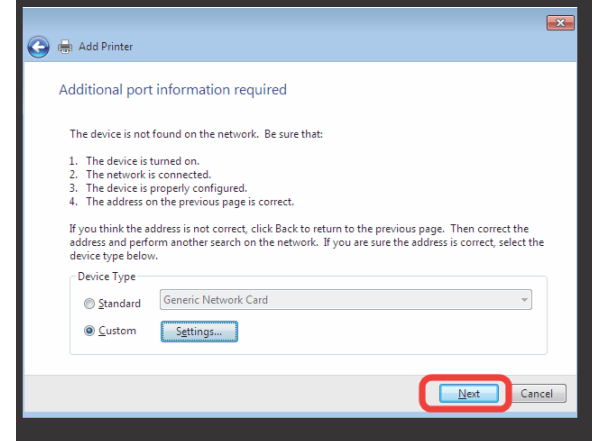 Add Printer
Additional port information required
The device is not found on the network. Be sure that:
1. The device is turned on.
2. The network is connected.
3. The device is properly configured.
4. The address on the previous page is correct.
If you think the address is not correct, click Back to return to the previous page. Then correct the
address and perform another search on the network. If you are sure the address is correct, select the
device type below.
Device Type
Standard Generic Network Card
Custom Settings...
Next Cancel